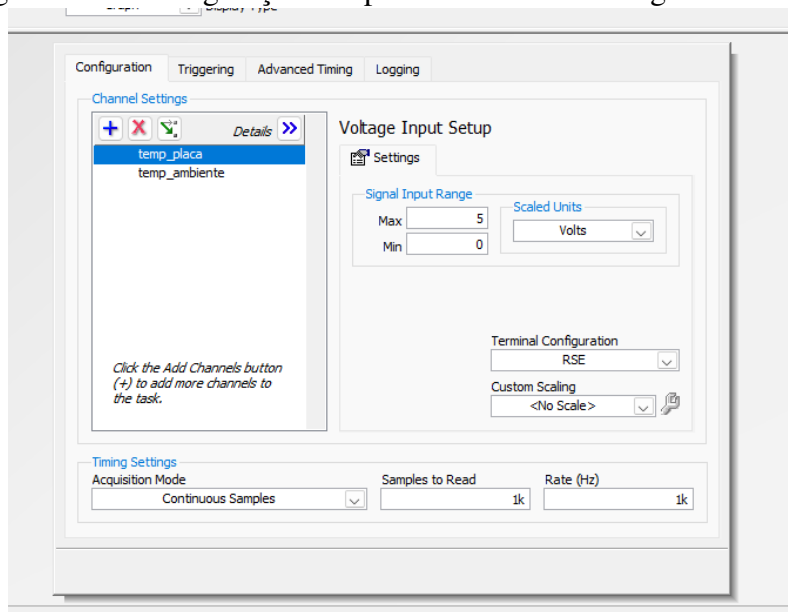 Display Type
Configuration Triggering Advanced Timing Logging
Channel Settings
Details
temp_placa
temp_ambiente
Click the Add Channels button
(+) to add more channels to
the task.
Voltage Input Setup
Settings
Signal Input Range
Max 5
Min 0
Scaled Units
Volts
Terminal Configuration
RSE
Custom Scaling
<No Scale>
Timing Settings
Acquisition Mode Samples to Read Rate (Hz)
Continuous Samples 1k 1k